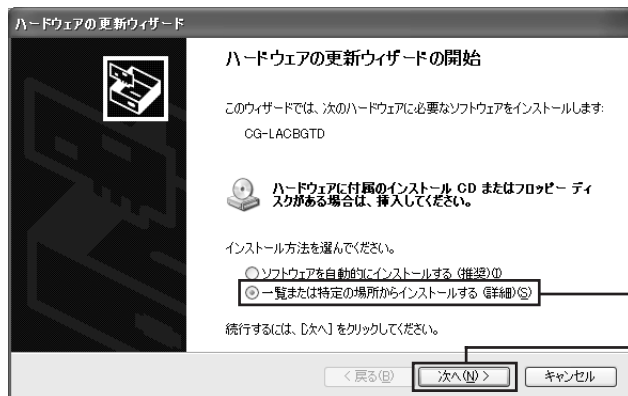 ハードウェアの更新ウィザード
ハードウェアの更新ウィザードの開始
このウィザードでは、次のハードウェアに必要なソフトウェアをインストールします:
CG-LACBGTD
ハードウェアに付属のインストール CD またはフロッピー ディ
スクがある場合は、挿入してください。
インストール方法を選んでください。
ソフトウェアを自動的にインストールする (推奨)(I)
一覧または特定の場所からインストールする (詳細)(S)
続行するには、[次へ] をクリックしてください。
< 戻る(B) 次へ(N) > キャンセル